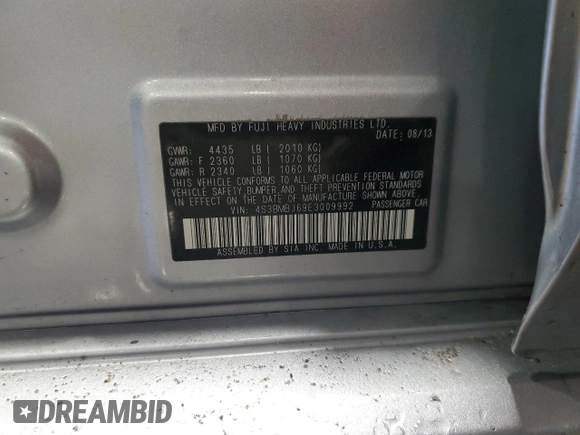 MFD BY FUJI HEAVY INDUSTRIES LTD.
DATE: 08/13
GVWR: 4435 LB ( 2010 KG)
GAWR: F 2360 LB ( 1070 KG)
GAWR: R 2340 LB ( 1060 KG)
THIS VEHICLE CONFORMS TO ALL APPLICABLE FEDERAL MOTOR
VEHICLE SAFETY, BUMPER, AND THEFT PREVENTION STANDARDS
IN EFFECT ON THE DATE OF MANUFACTURE SHOWN ABOVE.
VIN: 4S3BMBJ69E3009992 PASSENGER CAR
ASSEMBLED BY SIA INC. MADE IN U.S.A.
DREAMBID